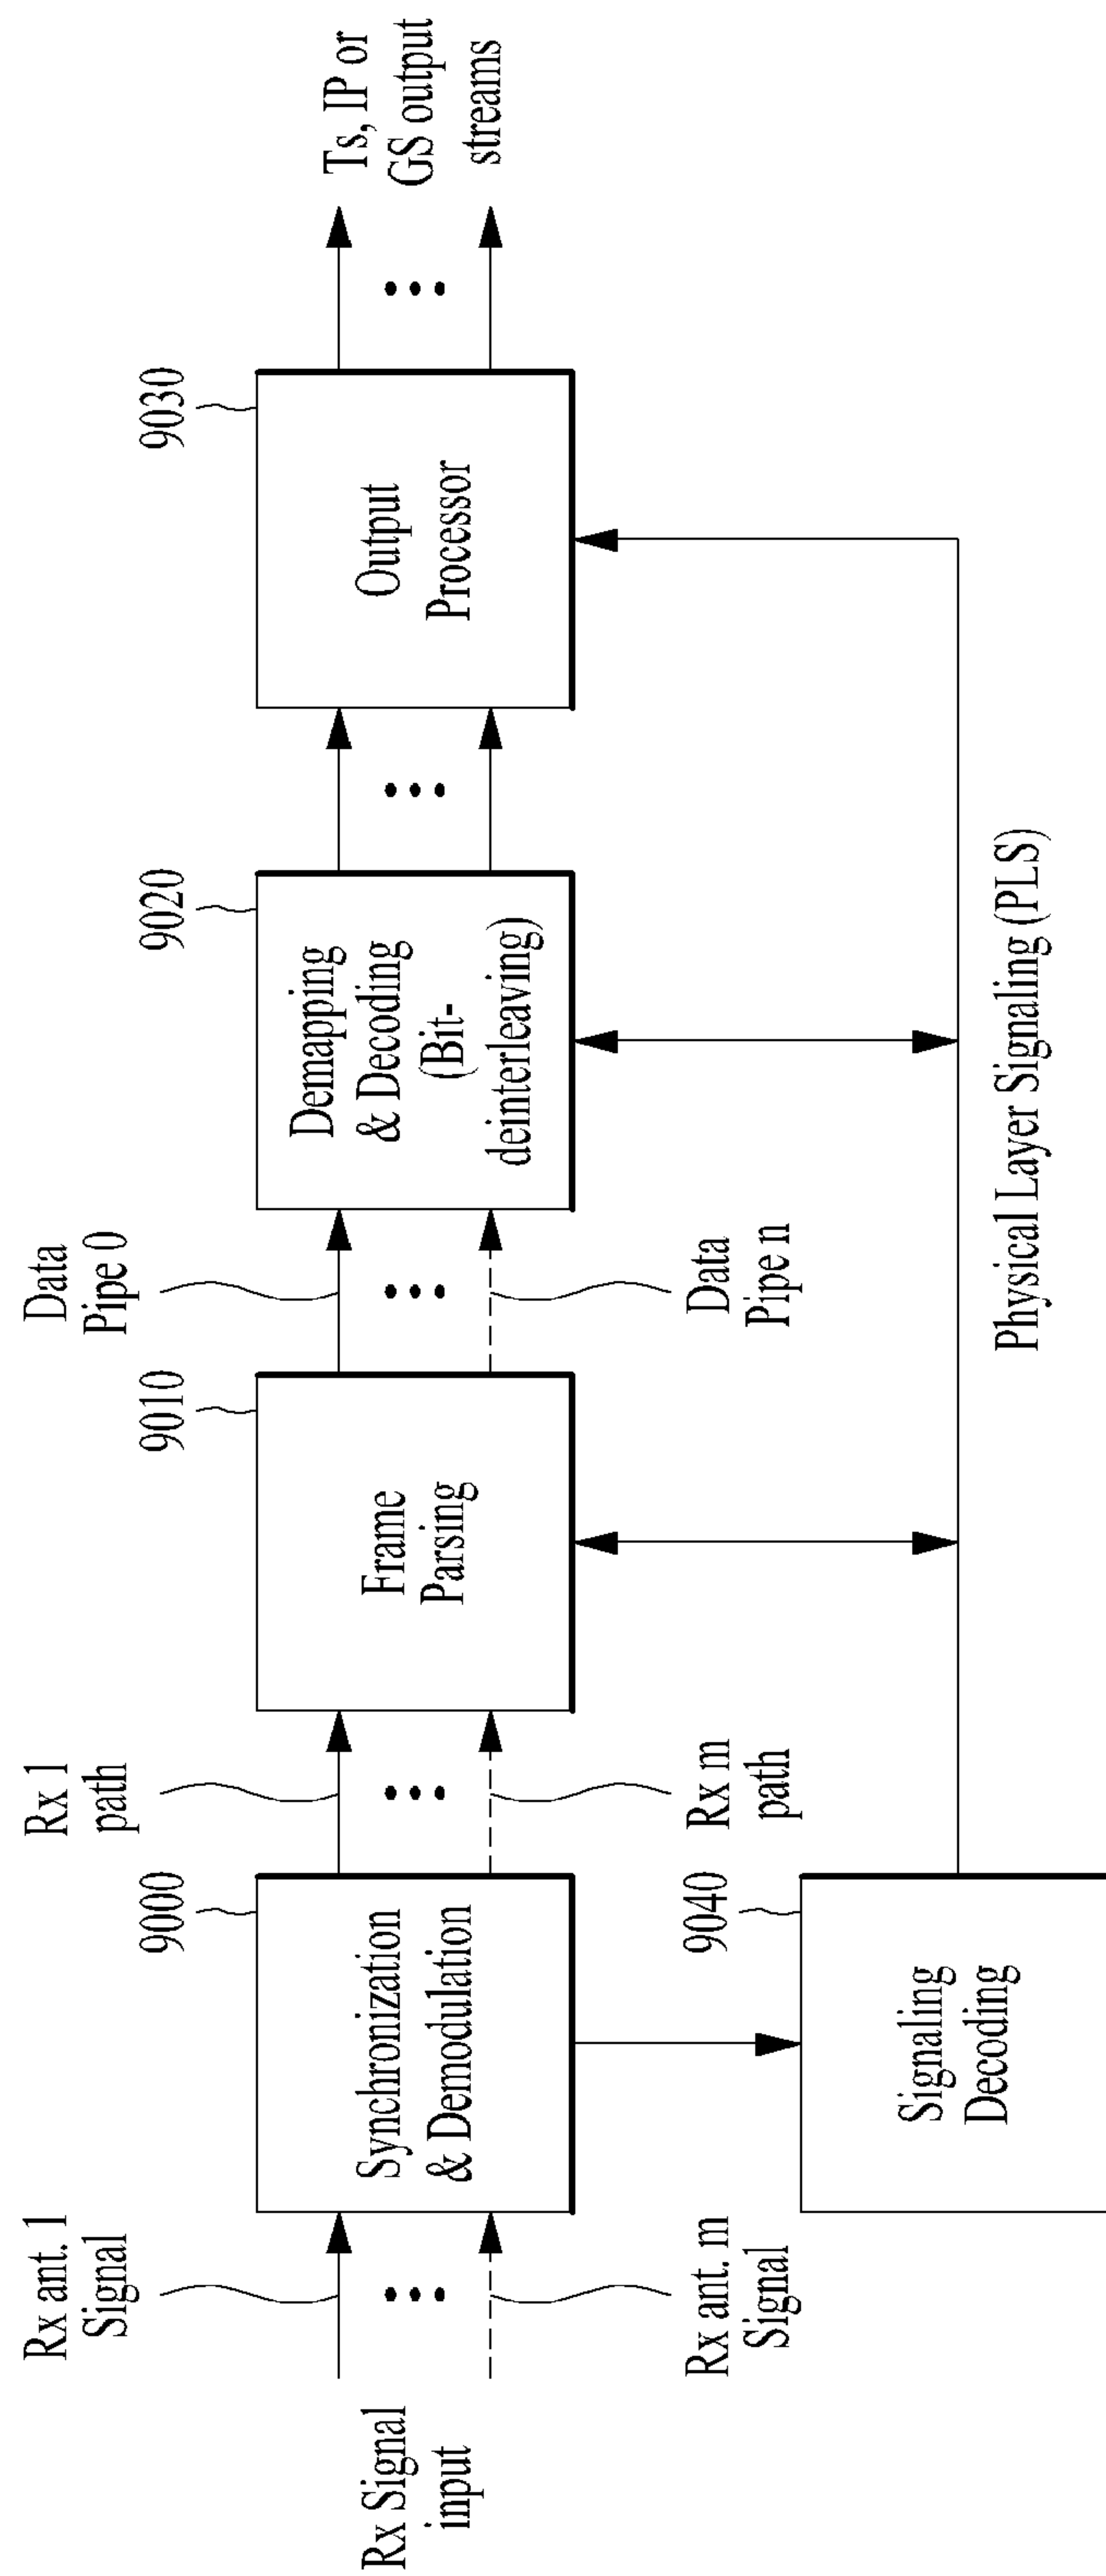 Rx Signal
input
Rx ant. 1
Signal
Rx ant. m
Signal
9000
Synchronization
& Demodulation
Rx 1
path
Rx m
path
9010
Frame
Parsing
Data
Pipe 0
Data
Pipe n
9020
Demapping
& Decoding
(Bit-
deinterleaving)
9030
Output
Processor
Ts, IP or
GS output
streams
9040
Signaling
Decoding
Physical Layer Signaling (PLS)